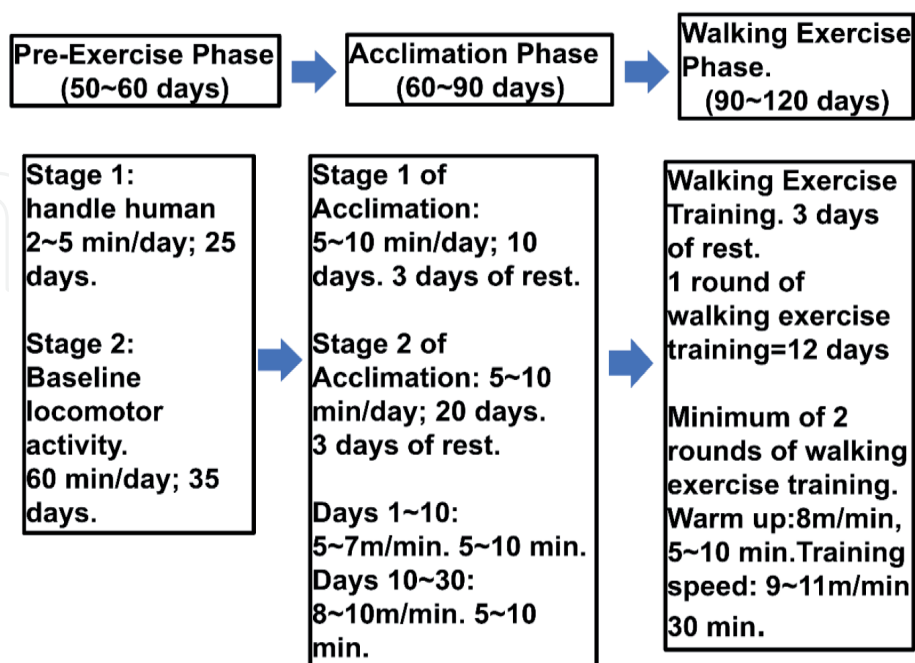 Pre-Exercise Phase
(50~60 days)
Acclimation Phase
(60~90 days)
Walking Exercise
Phase.
(90~120 days)
Stage 1:
handle human
2~5 min/day; 25
days.
Stage 2:
Baseline
locomotor
activity.
60 min/day; 35
days.
Stage 1 of
Acclimation:
5~10 min/day; 10
days. 3 days of rest.
Stage 2 of
Acclimation: 5~10
min/day; 20 days.
3 days of rest.
Days 1~10:
5~7m/min. 5~10 min.
Days 10~30:
8~10m/min. 5~10
min.
Walking Exercise
Training. 3 days
of rest.
1 round of
walking exercise
training=12 days
Minimum of 2
rounds of walking
exercise training.
Warm up:8m/min,
5~10 min.Training
speed: 9~11m/min
30 min.